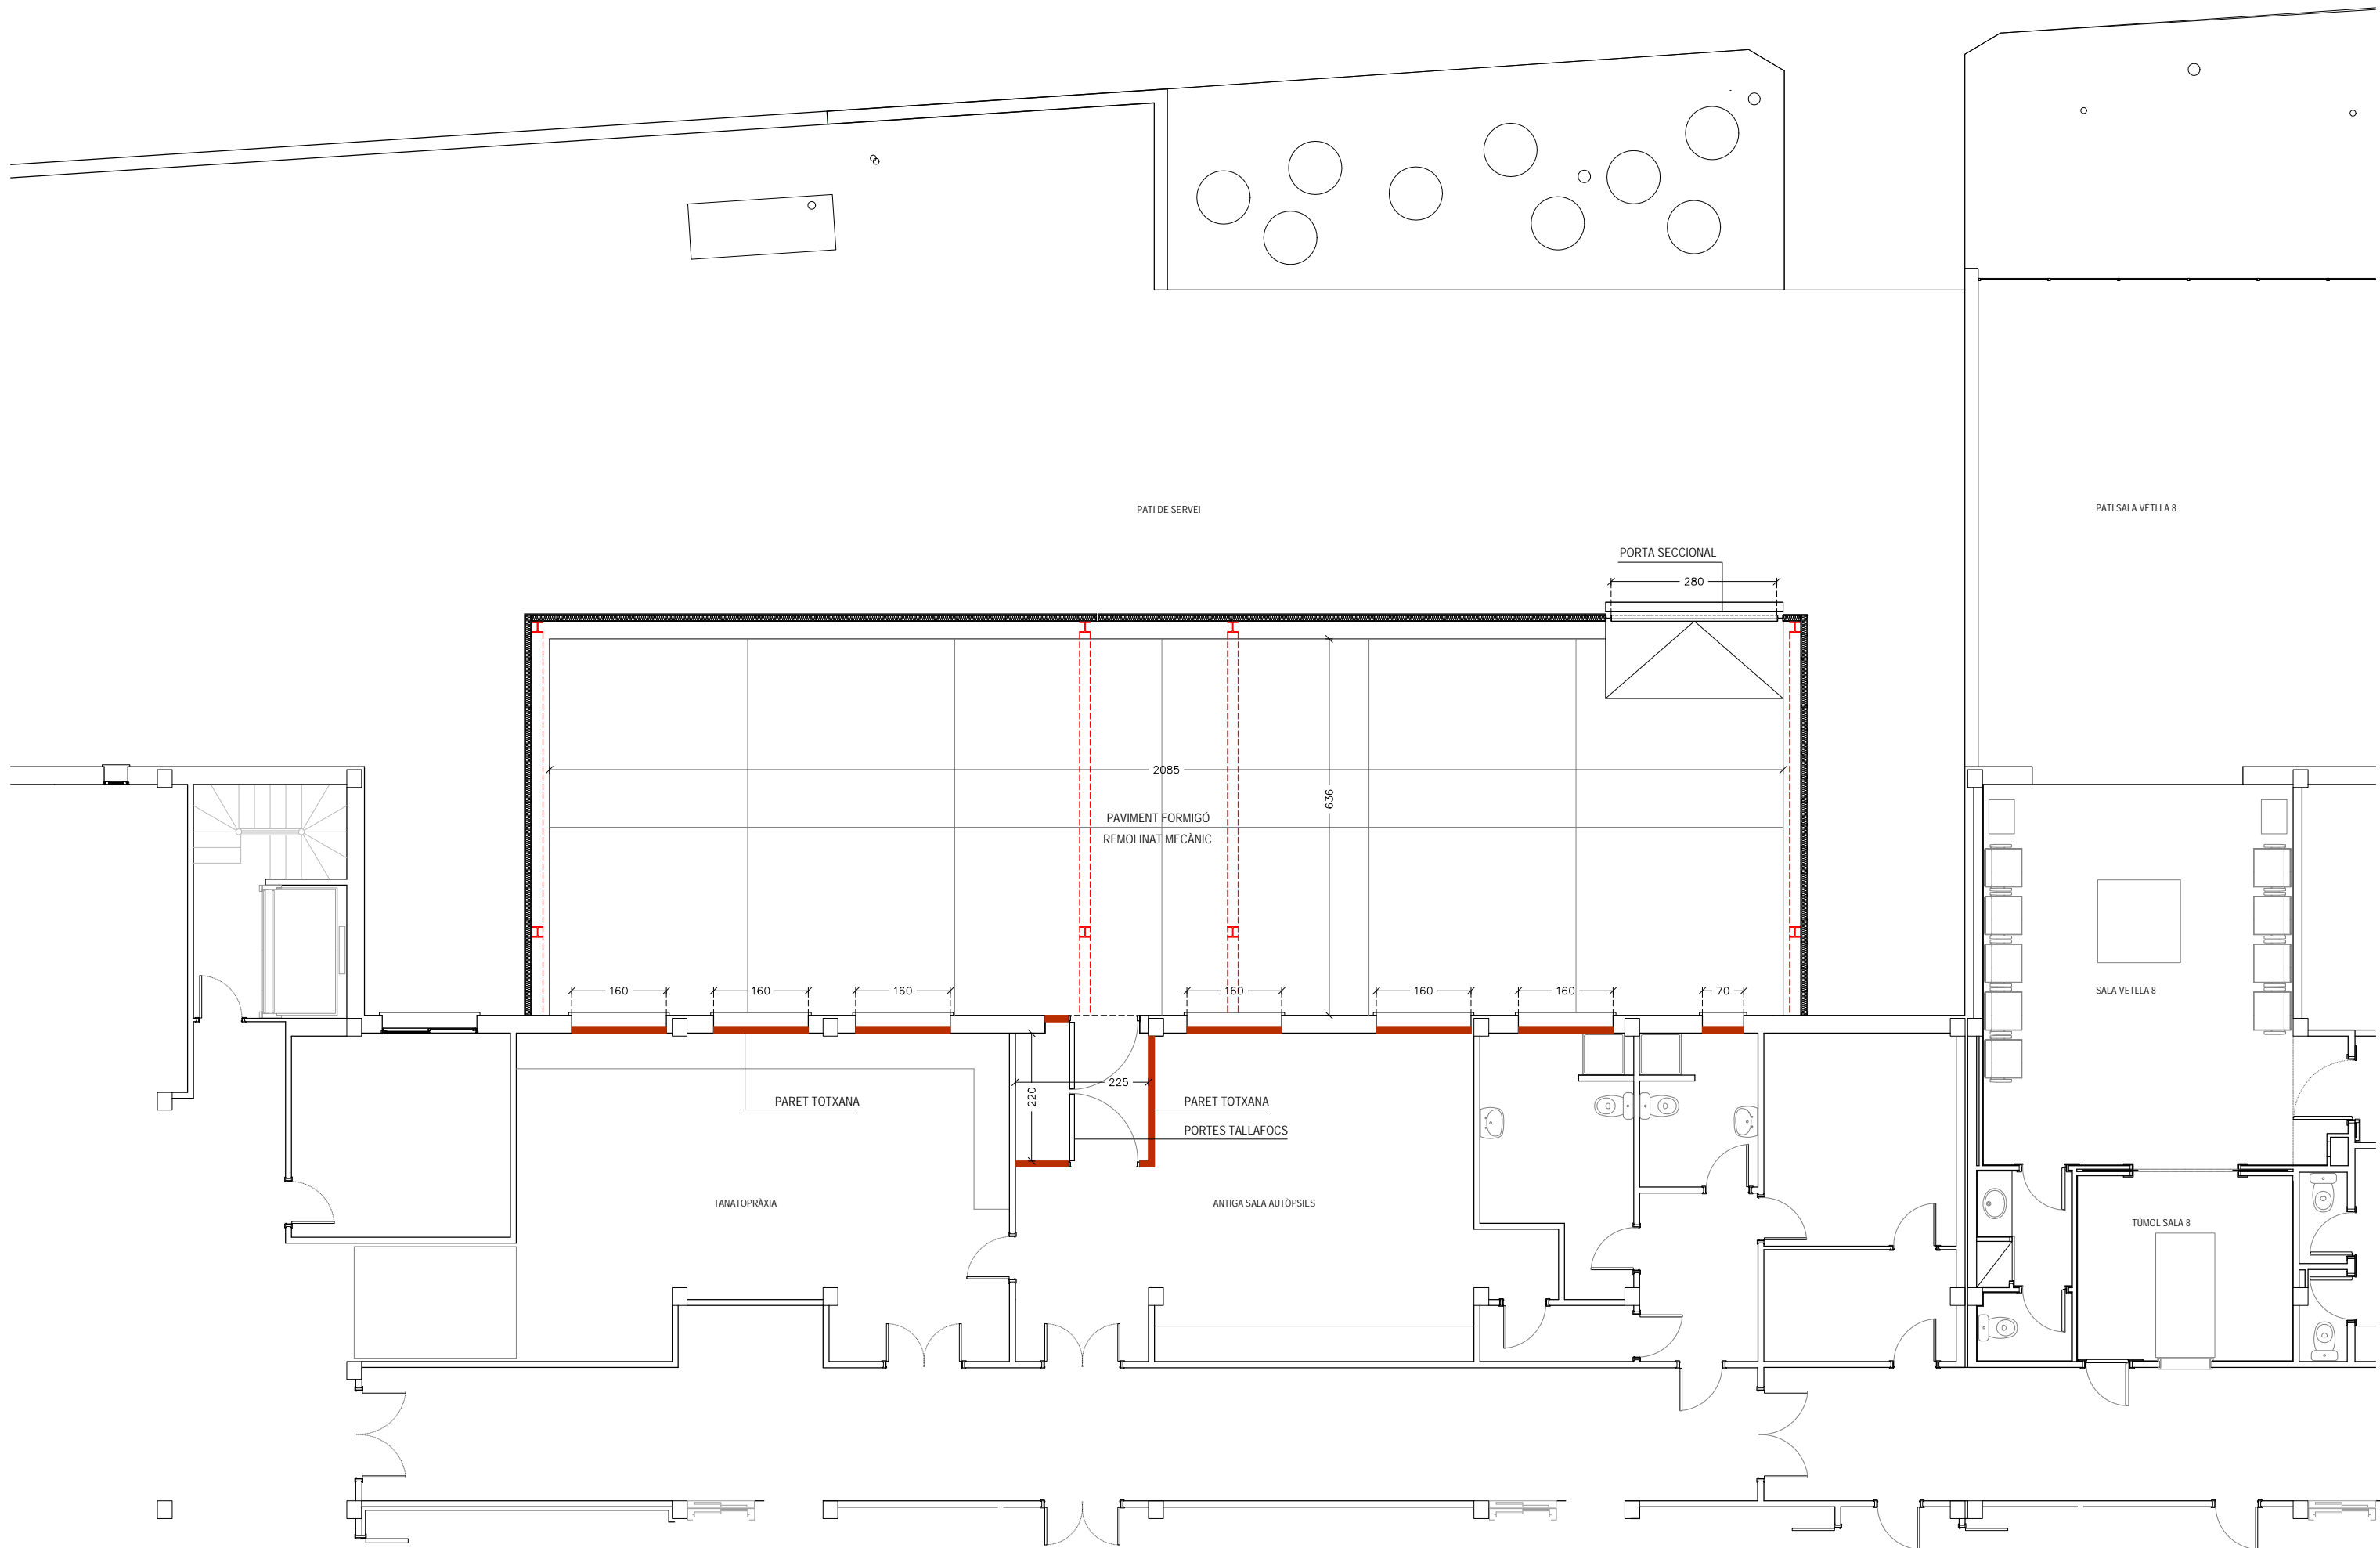 PATI DE SERVEI
PATI SALA VETLLA 8
PORTA SECCIONAL
280
2085
636
PAVIMENT FORMIGÓ
REMOLINAT MECÀNIC
160
160
160
160
160
160
70
SALA VETLLA 8
225
220
PARET TOTXANA
PARET TOTXANA
PORTES TALLAFOCS
TANATOPRÀXIA
ANTIGA SALA AUTÒPSIES
TÚMOL SALA 8